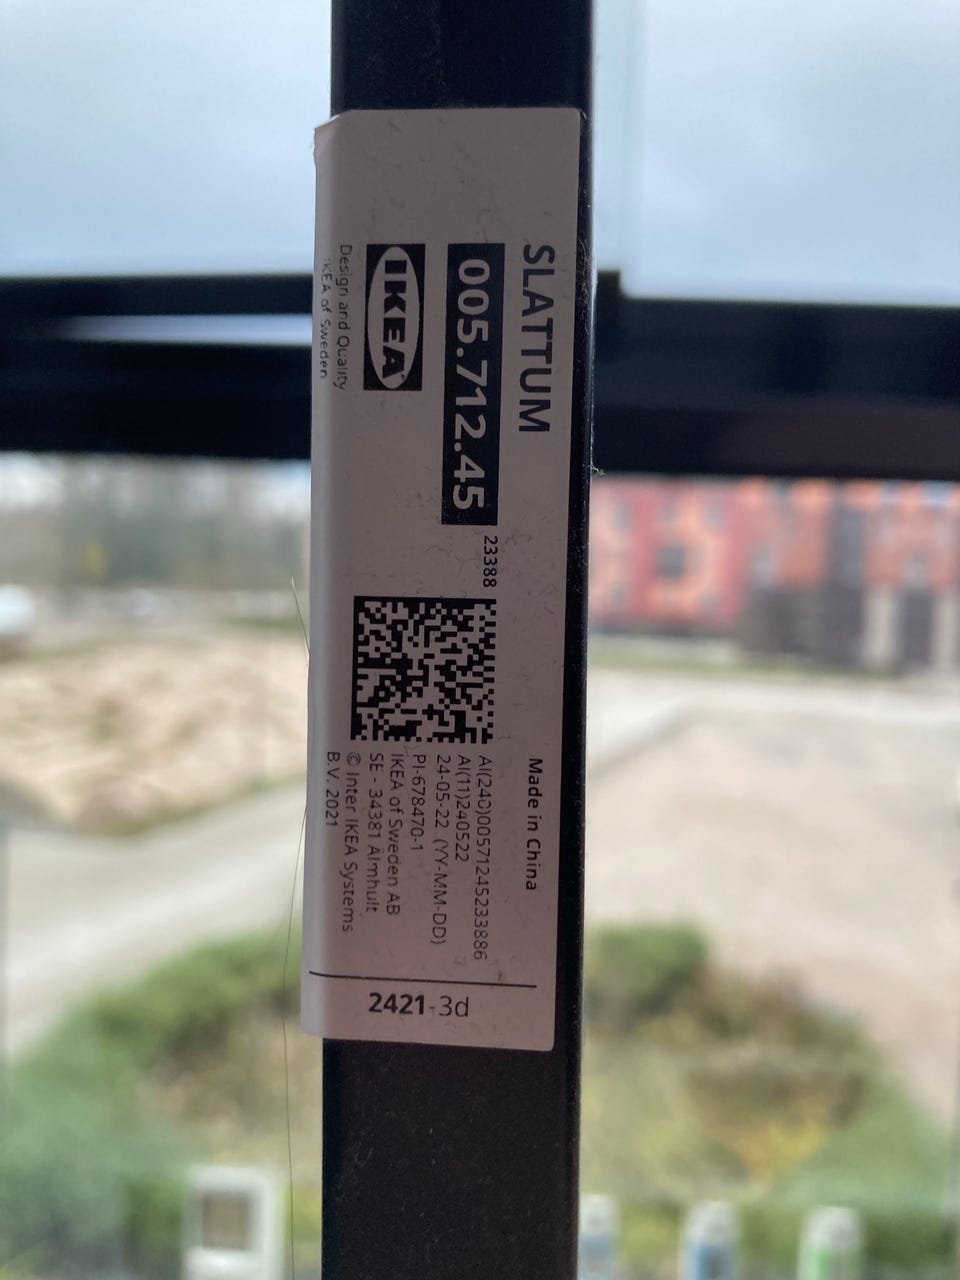 SLATTUM
005.712.45
23388
IKEA
Design and Quality
IKEA of Sweden
Made in China
AI(240)00571245233886
AI(11)240522
24-05-22 (YY-MM-DD)
PI-678470-1
IKEA of Sweden AB
SE - 34381 Älmhult
© Inter IKEA Systems
B.V. 2021
2421-3d